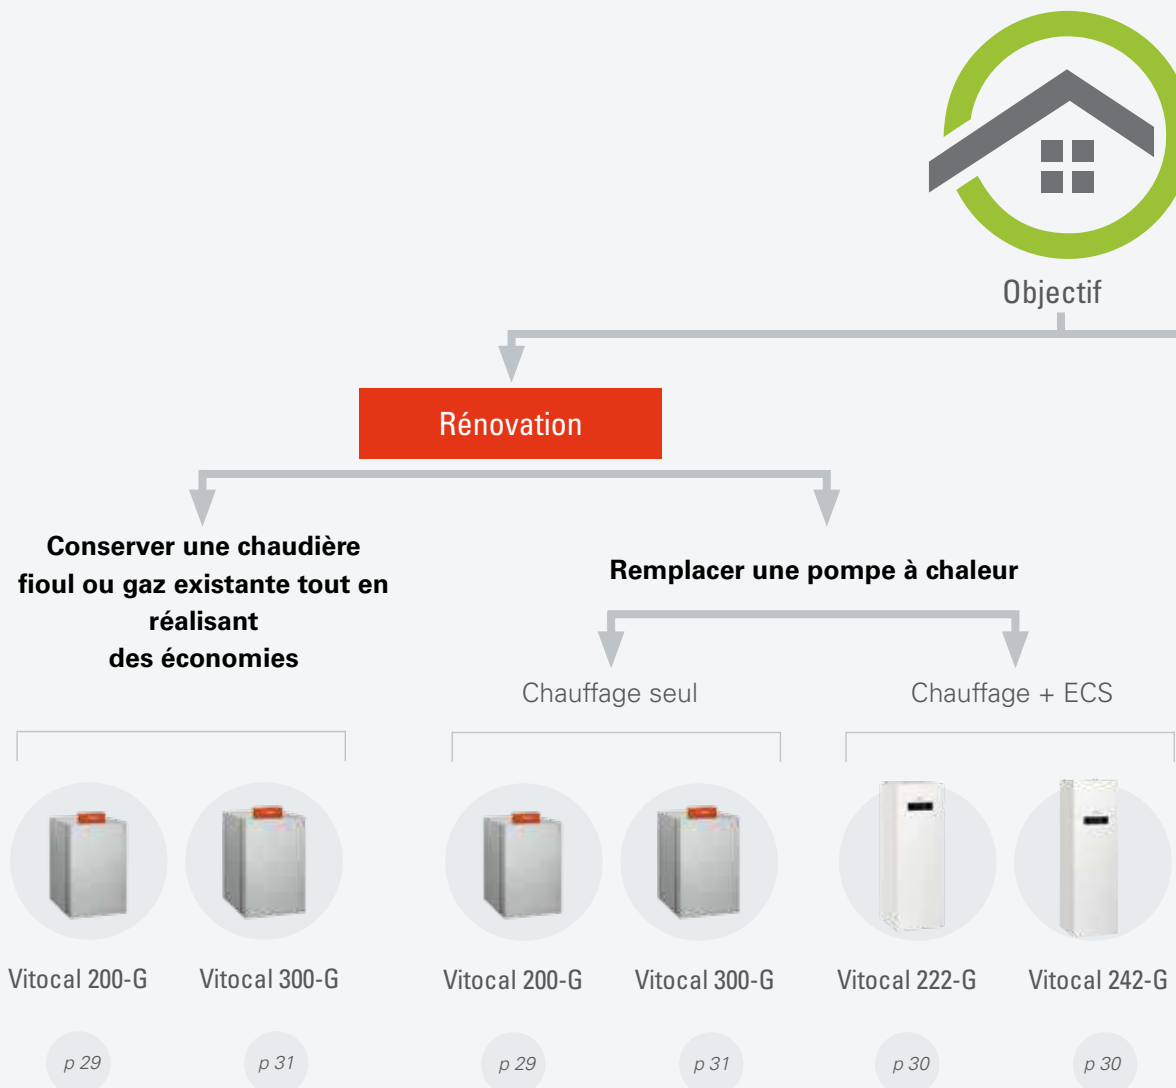 Objectif
Rénovation
Conserver une chaudière
fioul ou gaz existante tout en
réalisant
des économies
Remplacer une pompe à chaleur
Chauffage seul
Chauffage + ECS
Vitocal 200-G
Vitocal 300-G
Vitocal 200-G
Vitocal 300-G
Vitocal 222-G
Vitocal 242-G
p 29
p 31
p 29
p 31
p 30
p 30